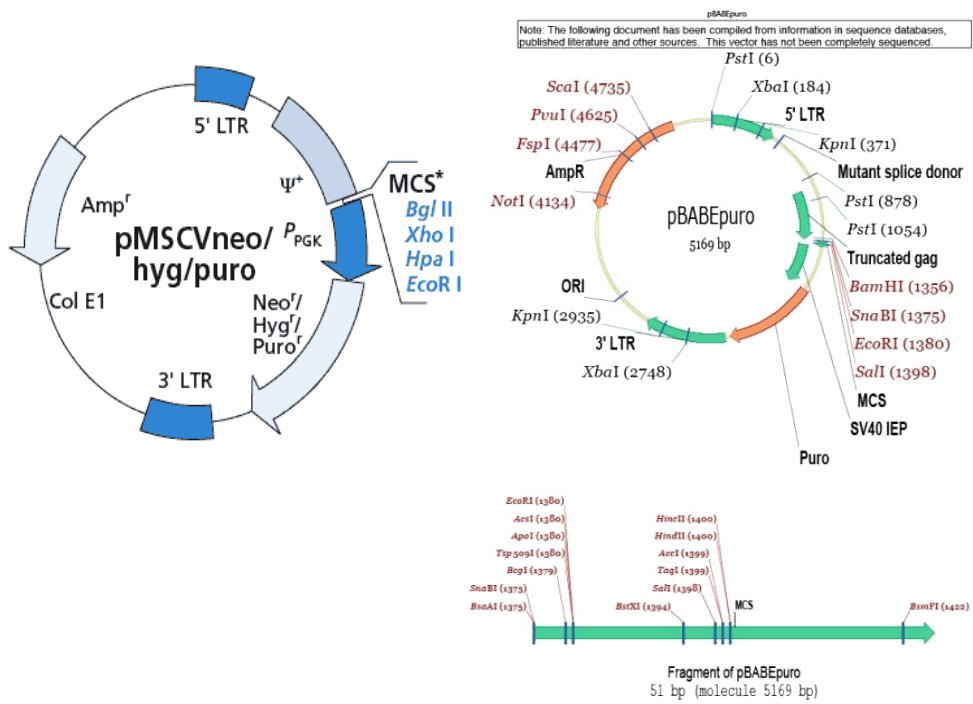 5' LTR
Ψ+
MCS*
Bgl II
Xho I
Hpa I
EcoR I
PPGK
Ampr
pMSCVneo/
hyg/puro
Col E1
Neor/
Hygr/
Puror
3' LTR
pBABEpuro
Note: The following document has been compiled from information in sequence databases,
published literature and other sources. This vector has not been completely sequenced.
PstI (6)
XbaI (184)
5' LTR
KpnI (371)
Mutant splice donor
PstI (878)
PstI (1054)
Truncated gag
BamHI (1356)
SnaBI (1375)
EcoRI (1380)
SalI (1398)
MCS
SV40 IEP
Puro
ScaI (4735)
PvuI (4625)
FspI (4477)
AmpR
NotI (4134)
pBABEpuro
5169 bp
ORI
KpnI (2935)
3' LTR
XbaI (2748)
EcoRI (1380)
AcsI (1380)
ApoI (1380)
Tsp509I (1380)
BcgI (1379)
SnaBI (1375)
BsaAI (1375)
HincII (1400)
HindII (1400)
AccI (1399)
TaqI (1399)
SalI (1398)
BstXI (1394)
MCS
BsmFI (1422)
Fragment of pBABEpuro
51 bp (molecule 5169 bp)